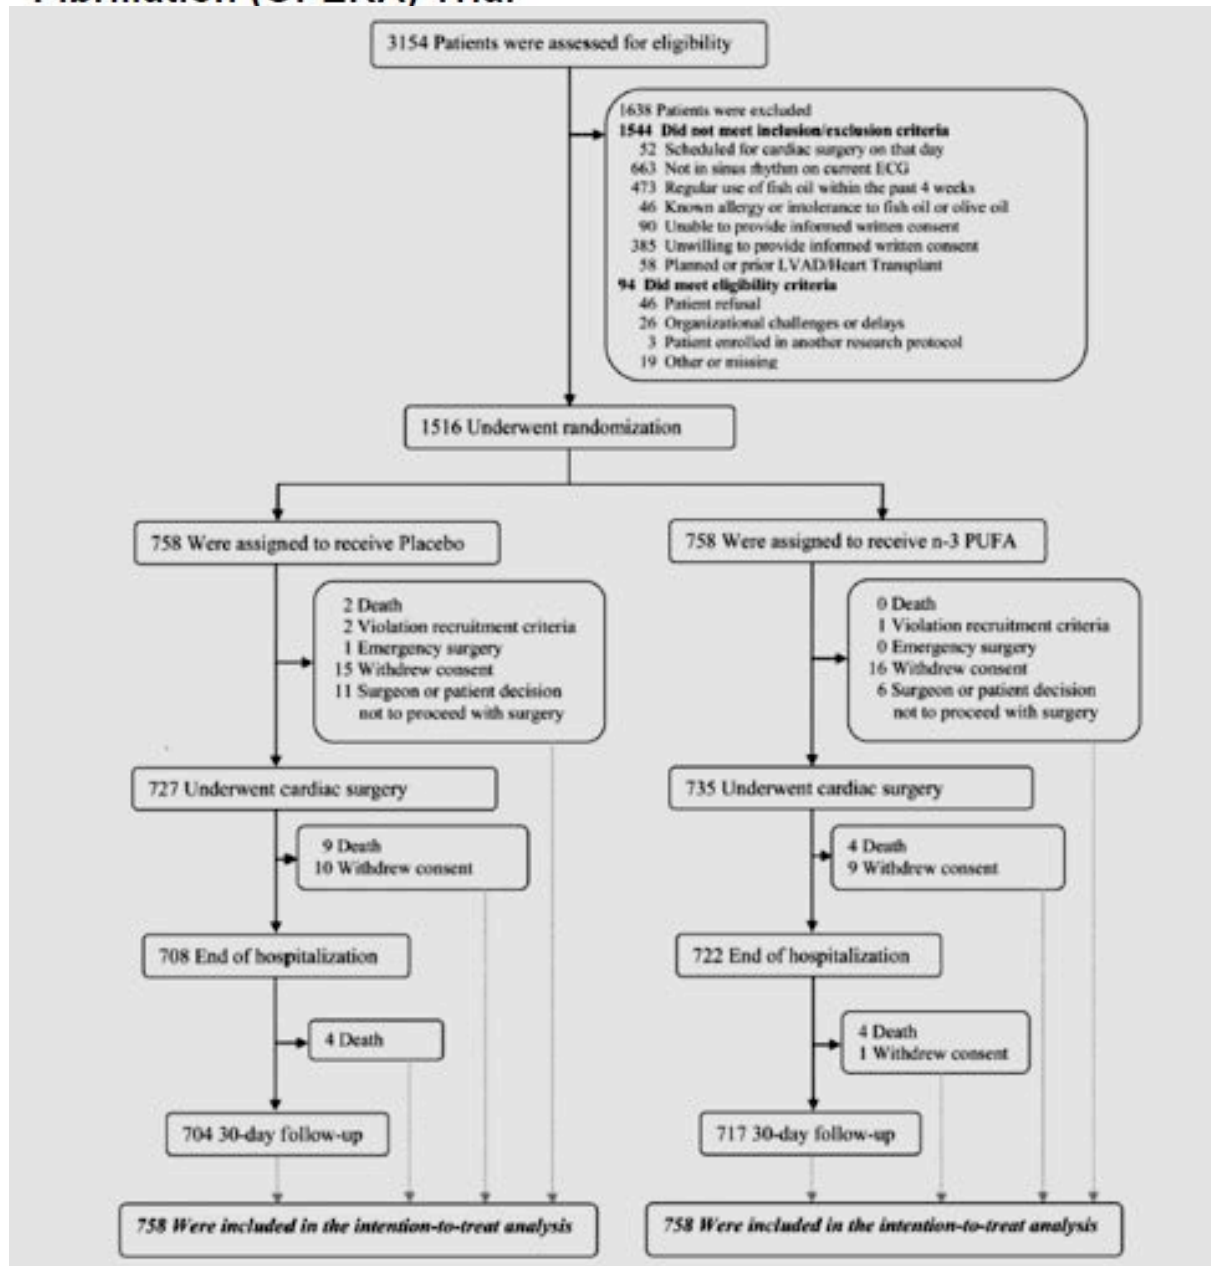 Fibrillation (OPERA) Trial
3154 Patients were assessed for eligibility
1638 Patients were excluded
1544 Did not meet inclusion/exclusion criteria
52 Scheduled for cardiac surgery on that day
663 Not in sinus rhythm on current ECG
473 Regular use of fish oil within the past 4 weeks
46 Known allergy or intolerance to fish oil or olive oil
90 Unable to provide informed written consent
385 Unwilling to provide informed written consent
58 Planned or prior LVAD/Heart Transplant
94 Did meet eligibility criteria
46 Patient refusal
26 Organizational challenges or delays
3 Patient enrolled in another research protocol
19 Other or missing
1516 Underwent randomization
758 Were assigned to receive Placebo
2 Death
2 Violation recruitment criteria
1 Emergency surgery
15 Withdrew consent
11 Surgeon or patient decision
not to proceed with surgery
727 Underwent cardiac surgery
9 Death
10 Withdrew consent
708 End of hospitalization
4 Death
704 30-day follow-up
758 Were included in the intention-to-treat analysis
758 Were assigned to receive n-3 PUFA
0 Death
1 Violation recruitment criteria
0 Emergency surgery
16 Withdrew consent
6 Surgeon or patient decision
not to proceed with surgery
735 Underwent cardiac surgery
4 Death
9 Withdrew consent
722 End of hospitalization
4 Death
1 Withdrew consent
717 30-day follow-up
758 Were included in the intention-to-treat analysis